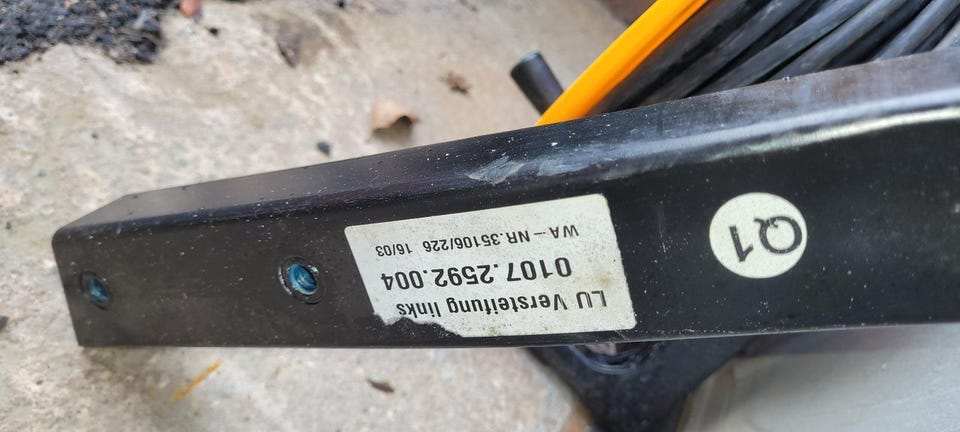 LU Versteifung links
0107.2592.004
WA-NR.35106/226 16/03
Q1